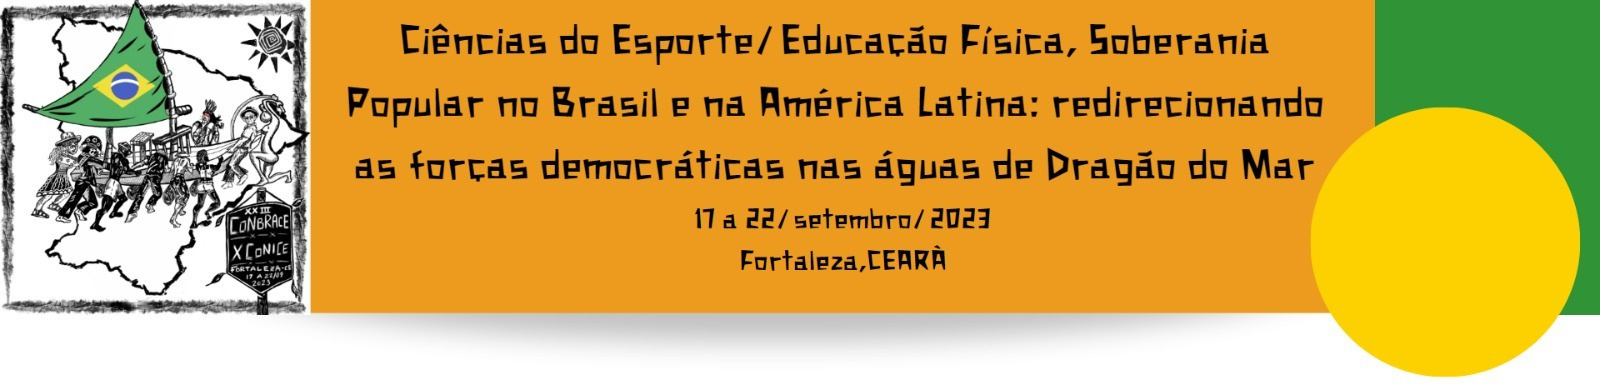 Ciências do Esporte/Educação Física, Soberania
Popular no Brasil e na América Latina: redirecionando
as forças democráticas nas águas de Dragão do Mar
17 a 22/setembro/2023
Fortaleza,CEARÀ
XXIII
CONBRACE
X CONICE
FORTALEZA-CE
17 A 22/09
2023